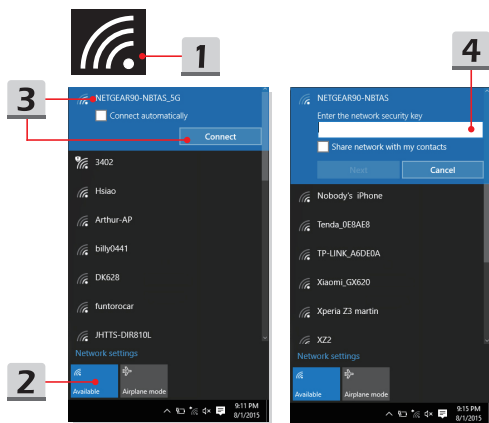 1
3
NETGEAR90-NBTAS_5G
Connect automatically
Connect
3402
Hsiao
Arthur-AP
billy0441
DK628
funtorocar
JHTTS-DIR810L
Network settings
2
Available
Airplane mode
9:11 PM
8/1/2015
4
NETGEAR90-NBTAS
Enter the network security key
Share network with my contacts
Next
Cancel
Nobody's iPhone
Tenda_0E8AE8
TP-LINK_A6DE0A
Xiaomi_GX620
Xperia Z3 martin
XZ2
Network settings
Available
Airplane mode
9:15 PM
8/1/2015